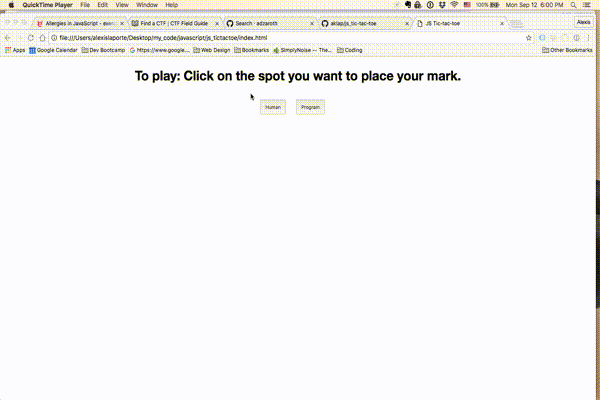 QuickTime Player File Edit View Window Help 100% Mon Sep 12 6:00 PM
Allergies in JavaScript - exerc Find a CTF | CTF Field Guide Search · adzaroth aklap/js_tic-tac-toe JS Tic-tac-toe Alexis
file:///Users/alexislaporte/Desktop/my_code/javascript/js_tictactoe/index.html
Apps Google Calendar Dev Bootcamp https://www.google.... Web Design Bookmarks SimplyNoise -- The... Coding Other Bookmarks
To play: Click on the spot you want to place your mark.
Human Program